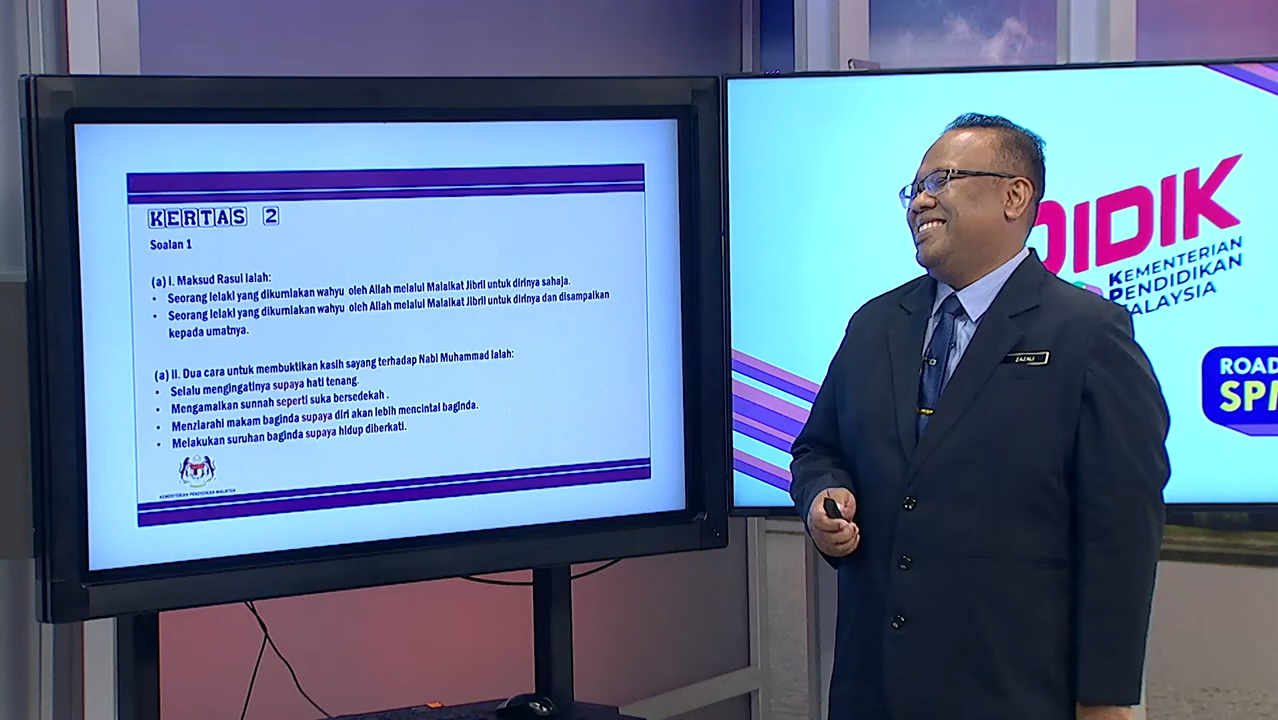 KERTAS 2
Soalan 1
(a) i. Maksud Rasul ialah:
• Seorang lelaki yang dikurniakan wahyu oleh Allah melalui Malaikat Jibril untuk dirinya sahaja.
• Seorang lelaki yang dikurniakan wahyu oleh Allah melalui Malaikat Jibril untuk dirinya dan disampaikan
kepada umatnya.
(a) ii. Dua cara untuk membuktikan kasih sayang terhadap Nabi Muhammad ialah:
• Selalu mengingatinya supaya hati tenang.
• Mengamalkan sunnah seperti suka bersedekah .
• Menziarahi makam baginda supaya diri akan lebih mencintai baginda.
• Melakukan suruhan baginda supaya hidup diberkati.
KEMENTERIAN PENDIDIKAN MALAYSIA
DIDIK
KEMENTERIAN
PENDIDIKAN
MALAYSIA
ZAZALI
ROAD
SPM